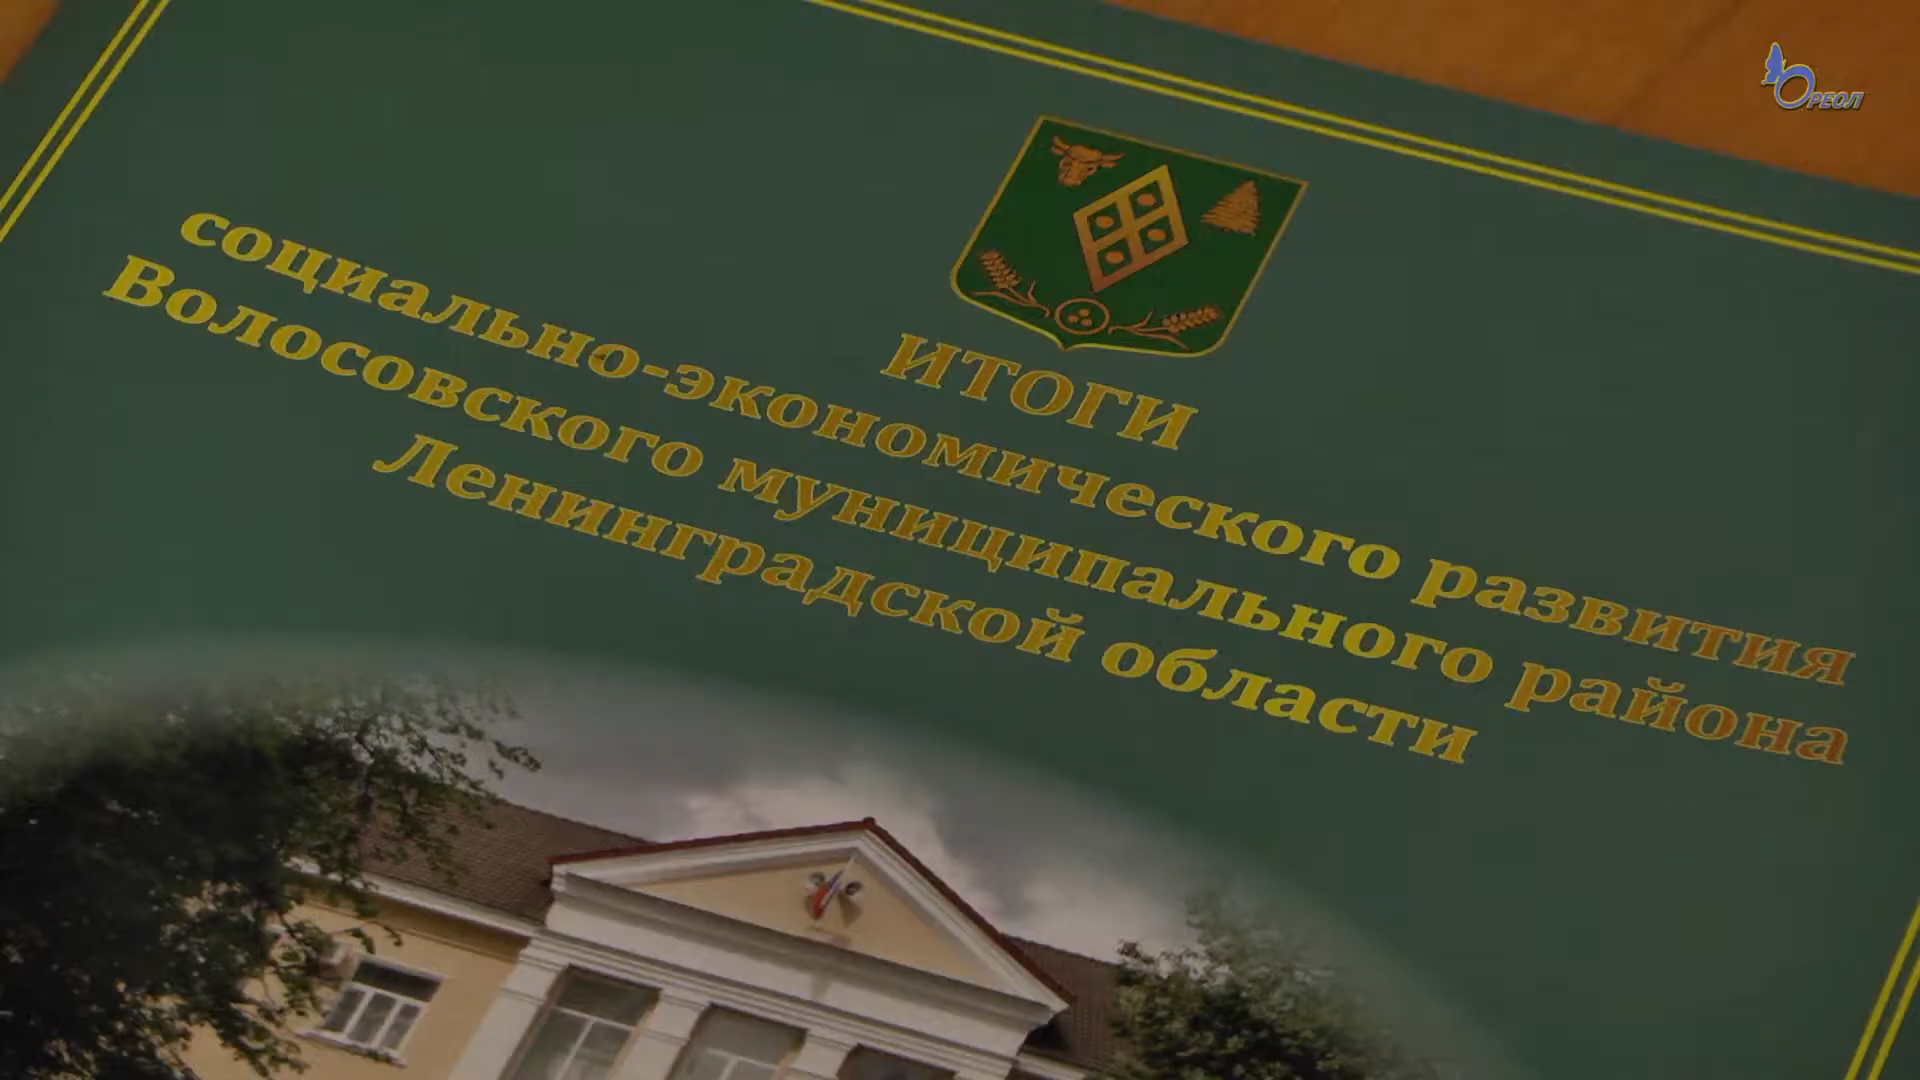 ОРЕОЛ
ИТОГИ
социально-экономического развития
Волосовского муниципального района
Ленинградской области